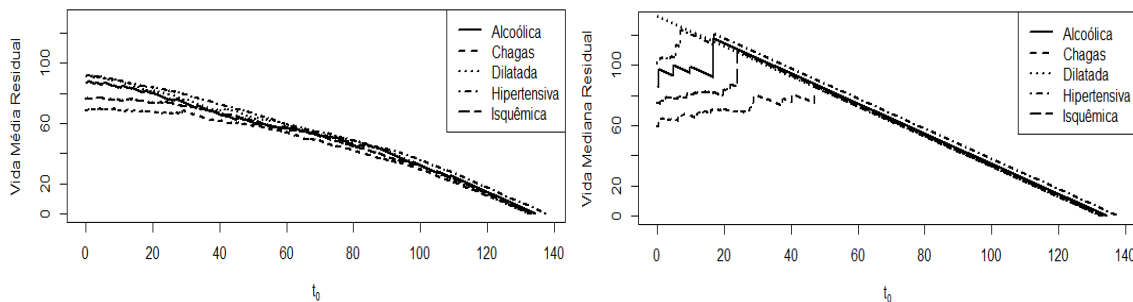 Vida Média Residual
100
60
40
20
0
0 20 40 60 80 100 120 140
t0
Alcoólica
Chagas
Dilatada
Hipertensiva
Isquêmica
Vida Mediana Residual
100
60
40
20
0
0 20 40 60 80 100 120 140
t0
Alcoólica
Chagas
Dilatada
Hipertensiva
Isquêmica